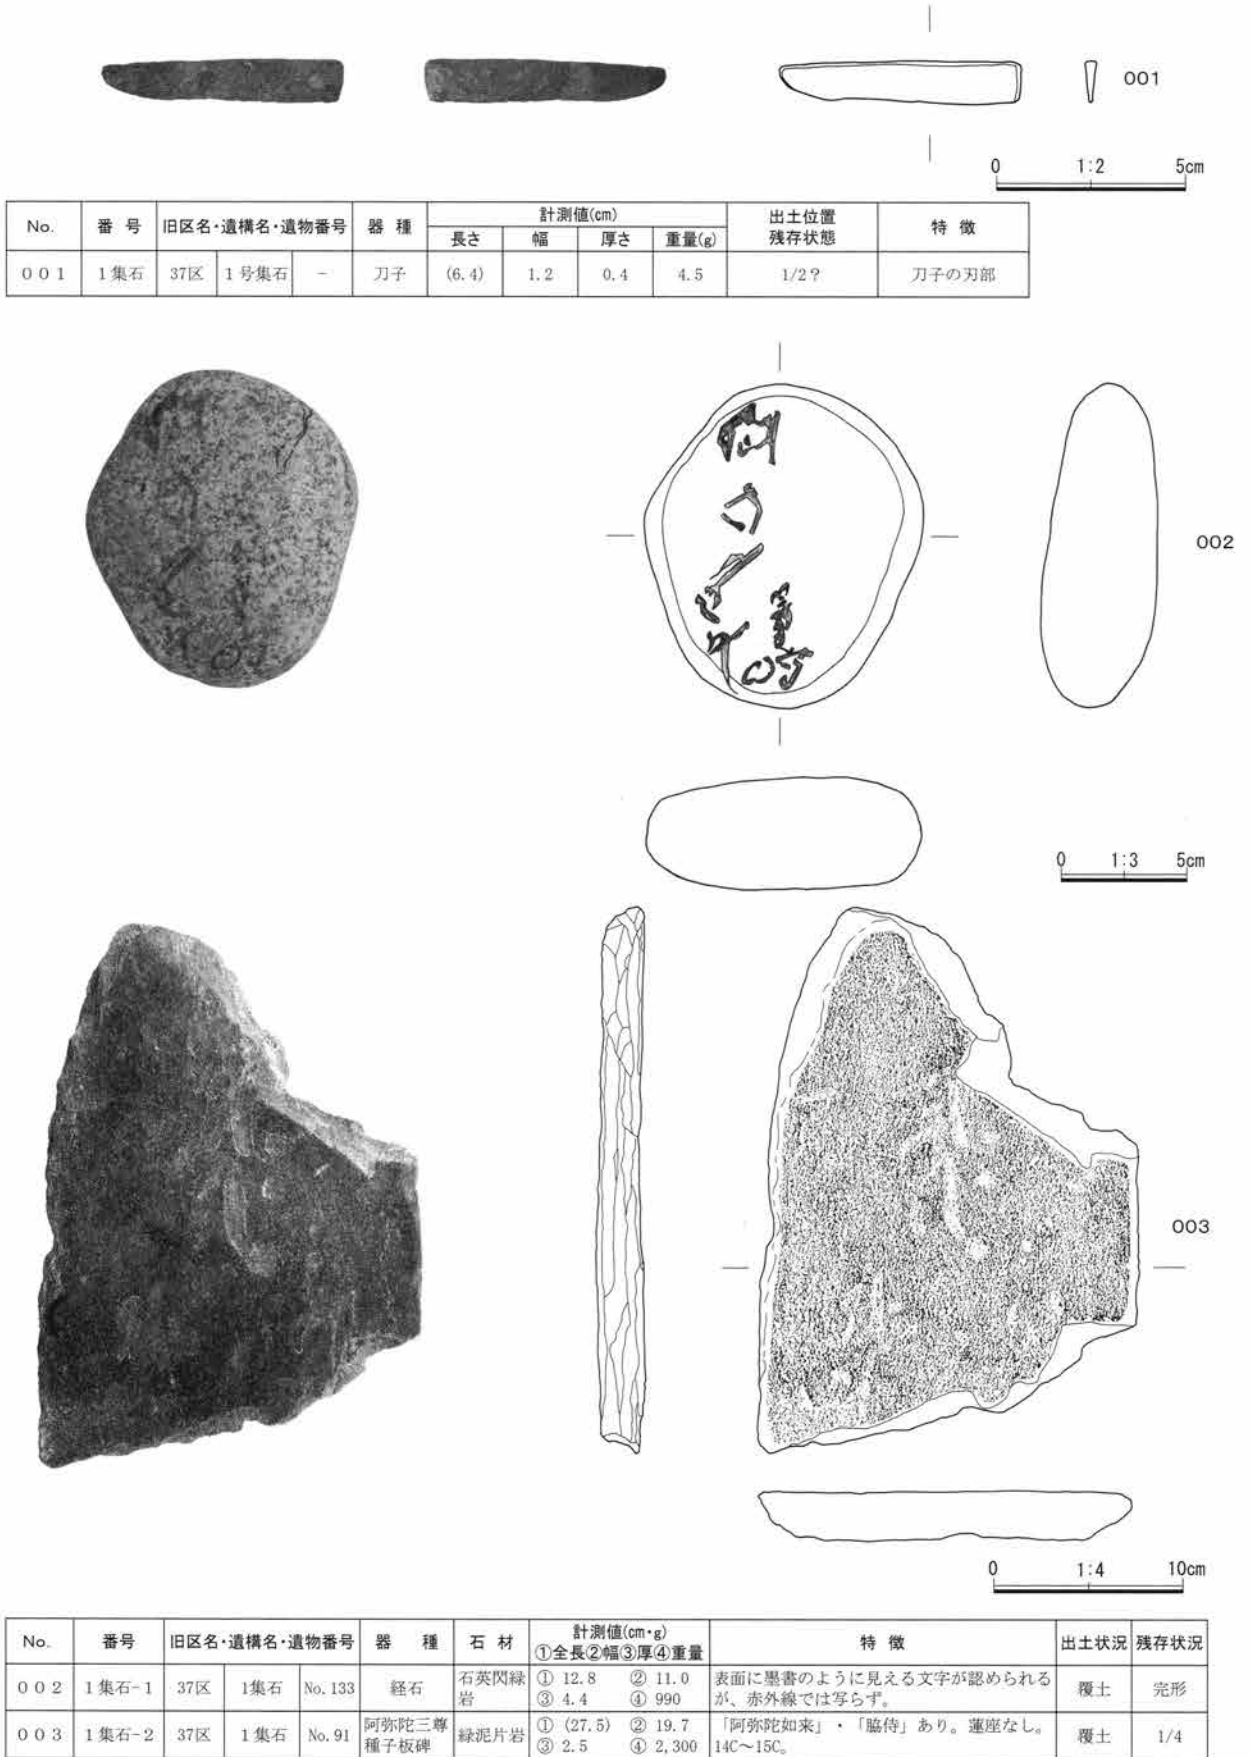 001
0 1:2 5cm
No. 番号 旧区名・遺構名・遺物番号 器種 計測値(cm) 出土位置 残存状態 特徴
長さ 幅 厚さ 重量(g)
001 1集石 37区 1号集石 - 刀子 (6.4) 1.2 0.4 4.5 1/2? 刀子の刃部
002
0 1:3 5cm
003
0 1:4 10cm
No. 番号 旧区名・遺構名・遺物番号 器種 石材 計測値(cm・g) ①全長②幅③厚④重量 特徴 出土状況 残存状況
002 1集石-1 37区 1集石 No.133 経石 石英閃緑岩 ① 12.8 ② 11.0 ③ 4.4 ④ 990 表面に墨書のように見える文字が認められるが、赤外線では写らず。 覆土 完形
003 1集石-2 37区 1集石 No.91 阿弥陀三尊種子板碑 緑泥片岩 ① (27.5) ② 19.7 ③ 2.5 ④ 2,300 「阿弥陀如来」・「脇侍」あり。蓮座なし。14C〜15C。 覆土 1/4